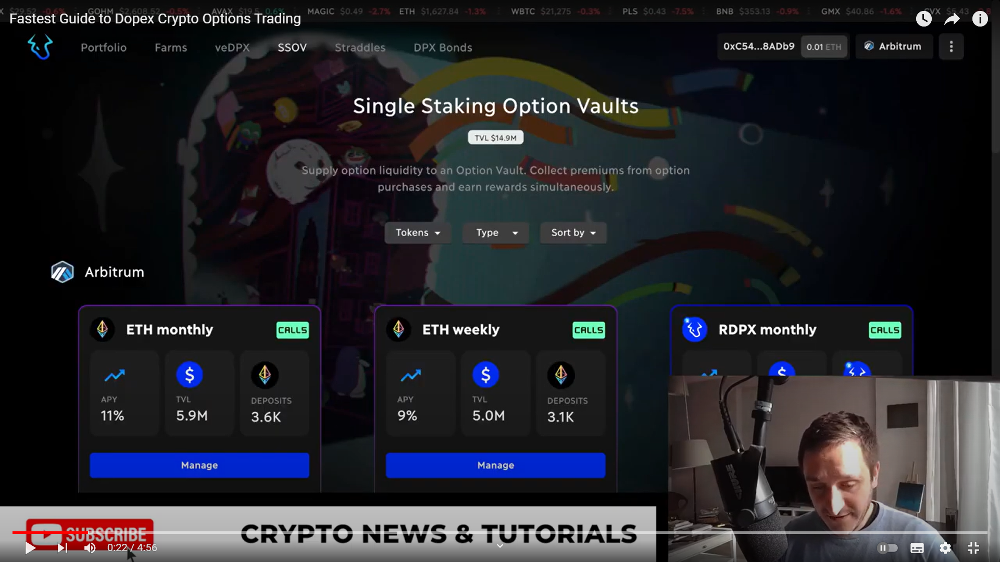 $29.52 -0.6% GOHM $2,608.52 -0.5% AVAX $19.5 0.6% MAGIC $0.49 -2.7% ETH $1,627.84 -1.3% WBTC $21,275 -0.3% PLS $0.43 -7.5% BNB $353.13 -0.9% GMX $40.86 -1.6% CVX $5.43
Fastest Guide to Dopex Crypto Options Trading
Portfolio Farms veDPX SSOV Straddles DPX Bonds 0xC54...8ADb9 0.01 ETH Arbitrum
Single Staking Option Vaults
TVL $14.9M
Supply option liquidity to an Option Vault. Collect premiums from option
purchases and earn rewards simultaneously.
Tokens Type Sort by
Arbitrum
ETH monthly CALLS ETH weekly CALLS RDPX monthly CALLS
APY TVL DEPOSITS APY TVL DEPOSITS
11% 5.9M 3.6K 9% 5.0M 3.1K
Manage Manage
SHURE
SUBSCRIBE CRYPTO NEWS & TUTORIALS
0:22 / 4:56